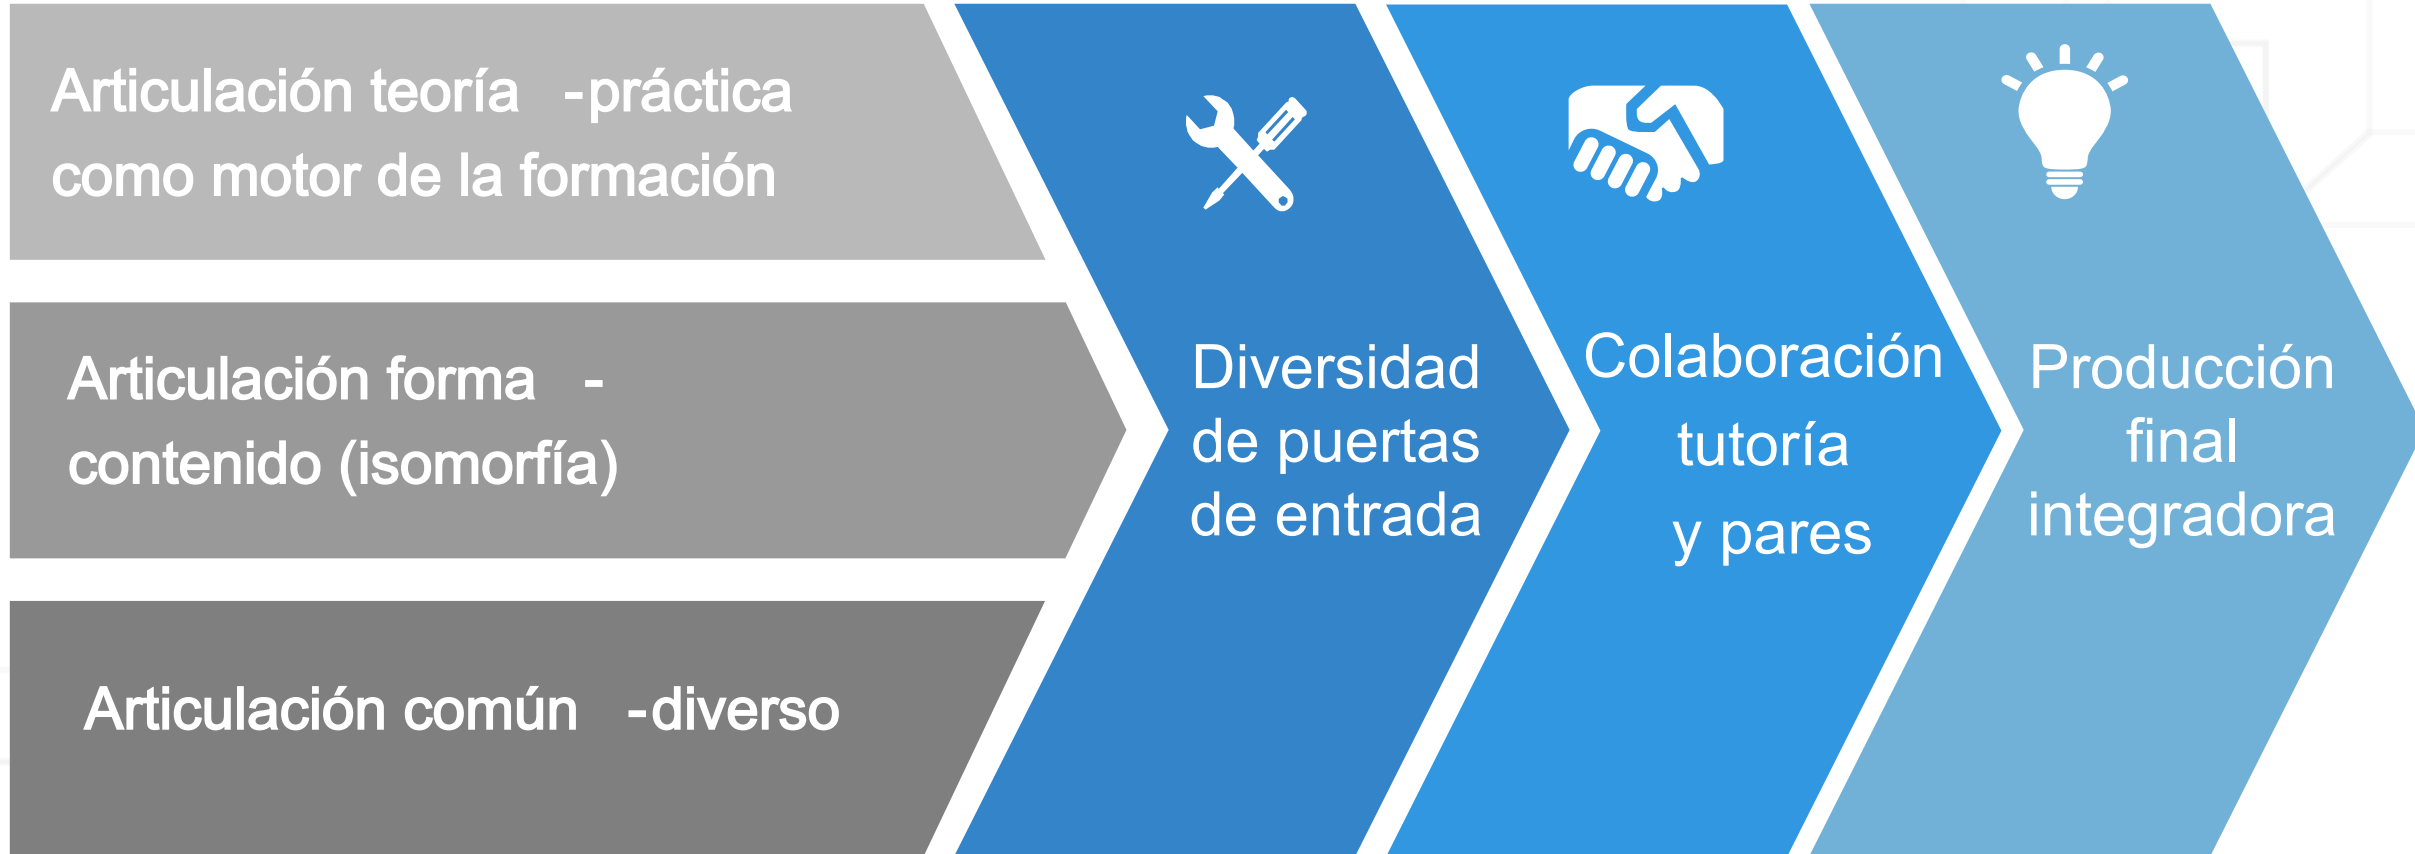 Articulación teoría -práctica
como motor de la formación
Articulación forma -
contenido (isomorfía)
Articulación común -diverso
Diversidad
de puertas
de entrada
Colaboración
tutoría
y pares
Producción
final
integradora